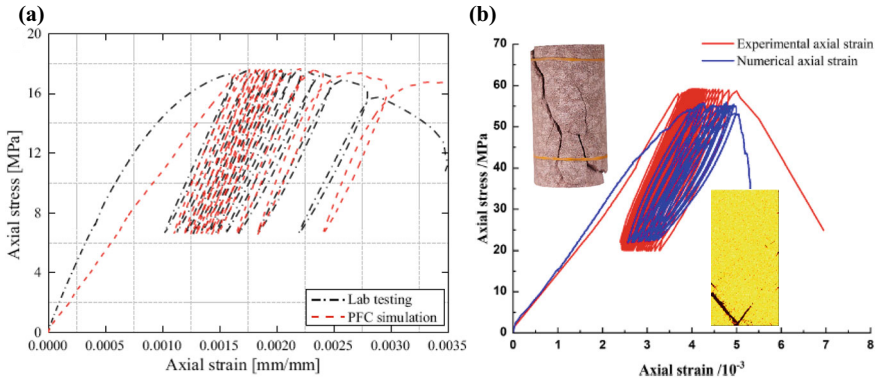 (a)
20
16
12
8
4
0
Axial stress [MPa]
0.0000 0.0005 0.0010 0.0015 0.0020 0.0025 0.0030 0.0035
Axial strain [mm/mm]
Lab testing
PFC simulation
(b)
70
60
50
40
30
20
10
0
Axial stress /MPa
0 1 2 3 4 5 6 7 8
Axial strain /10⁻³
Experimental axial strain
Numerical axial strain